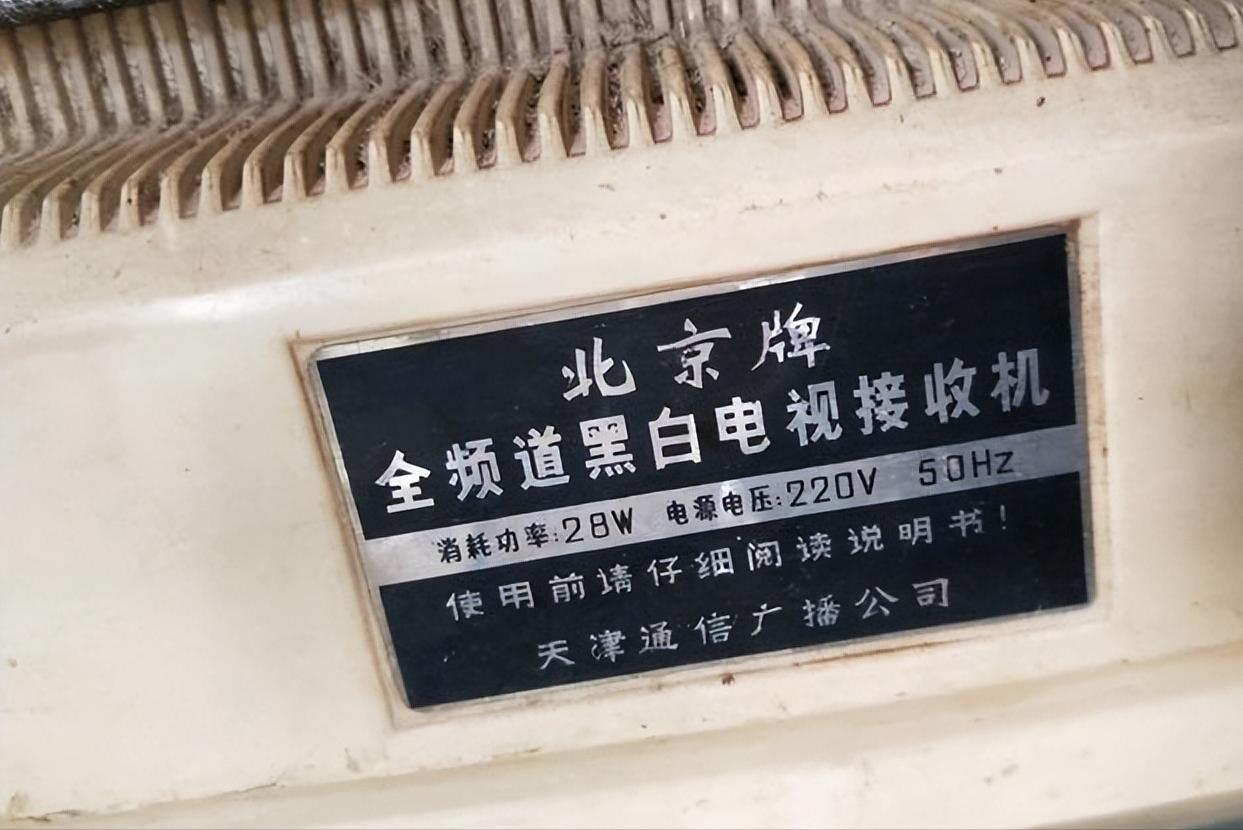 北京牌
全频道黑白电视接收机
消耗功率:28W 电源电压:220V 50Hz
使用前请仔细阅读说明书!
天津通信广播公司